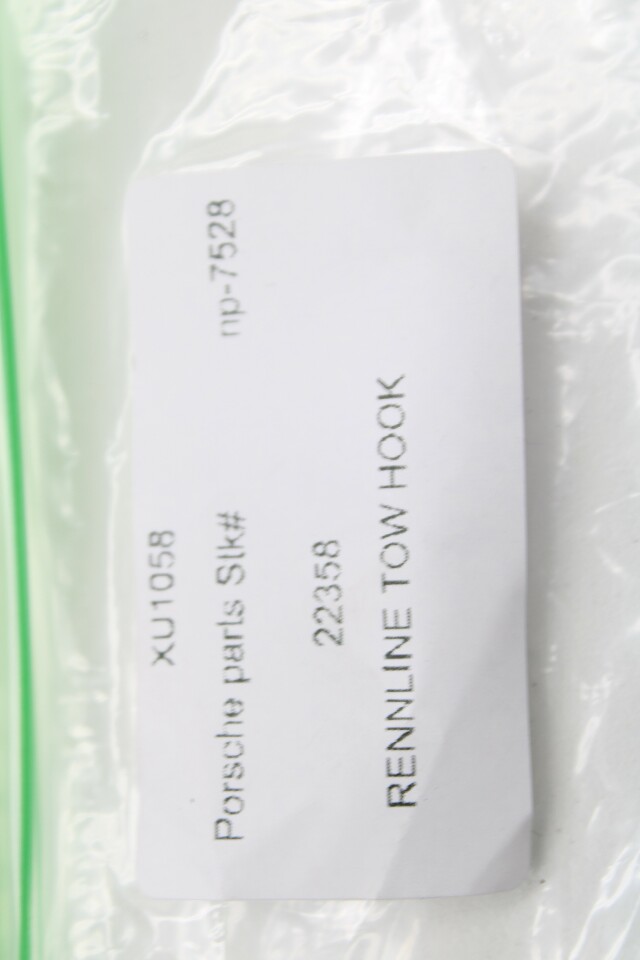 XU1058
Porsche parts Stk# np-7528
22358
RENNLINE TOW HOOK